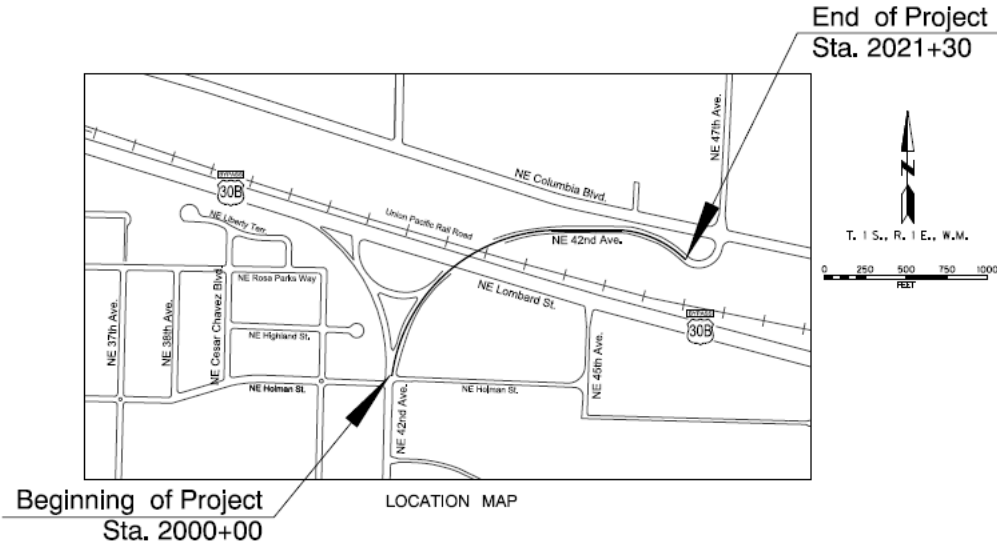 End of Project
Sta. 2021+30
NE 47th Ave.
NE Columbia Blvd.
BYPASS
30B
NE Liberty Terr
Union Pacific Rail Road
NE 42nd Ave.
N
T. 1 S., R. 1 E., W.M.
0 250 500 1000
FEET
NE Rosa Parks Way
NE Lombard St.
BYPASS
30B
NE 37th Ave.
NE 38th Ave.
NE Cesar Chavez Blvd.
NE Highland St.
NE 45th Ave.
NE Holman St.
NE Holman St.
NE 42nd Ave.
Beginning of Project
Sta. 2000+00
LOCATION MAP